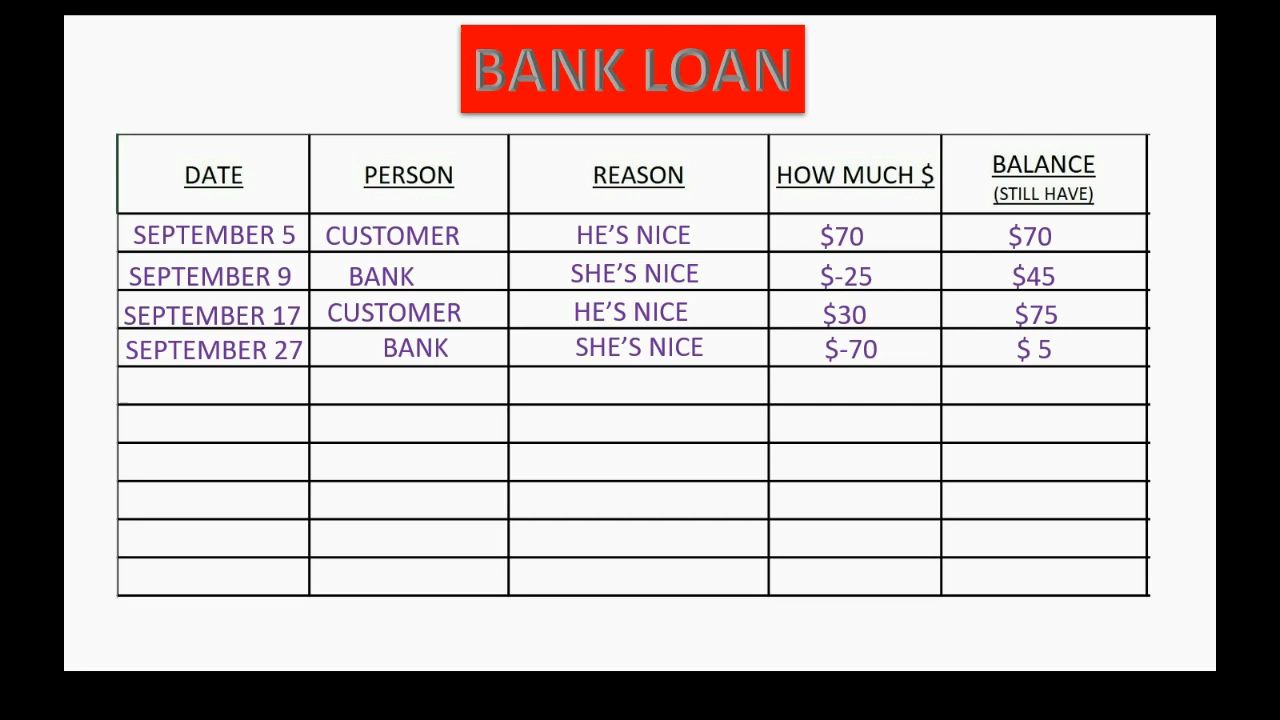 BANK LOAN
DATE PERSON REASON HOW MUCH $ BALANCE
(STILL HAVE)
SEPTEMBER 5 CUSTOMER HE'S NICE $70 $70
SEPTEMBER 9 BANK SHE'S NICE $-25 $45
SEPTEMBER 17 CUSTOMER HE'S NICE $30 $75
SEPTEMBER 27 BANK SHE'S NICE $-70 $ 5